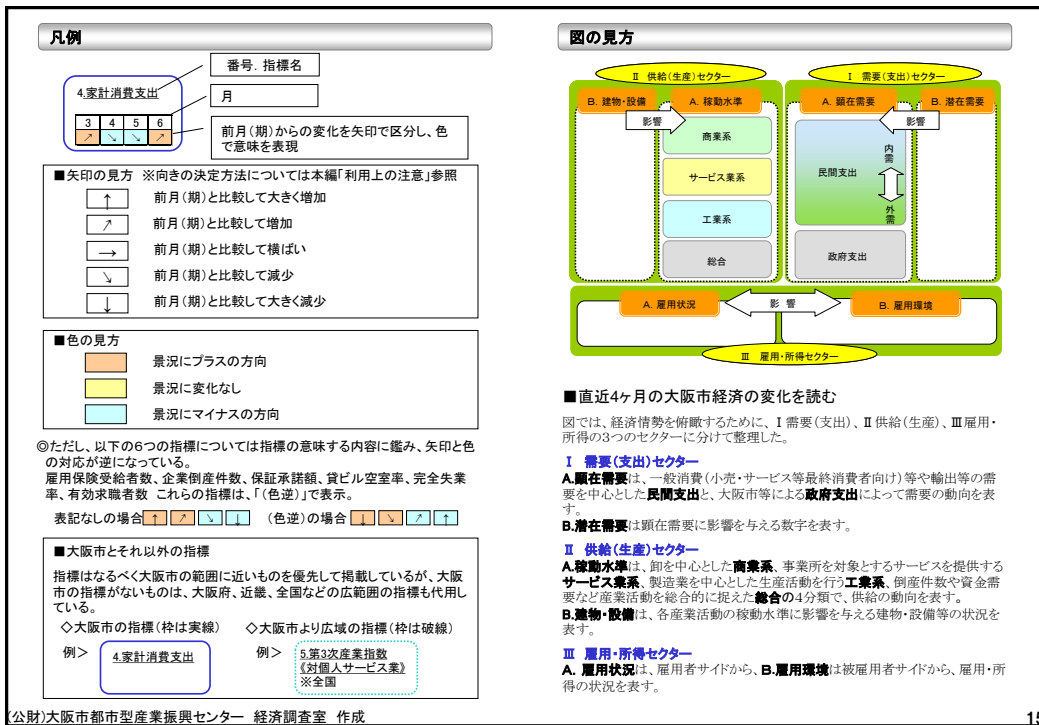 凡例
番号．指標名
4.家計消費支出
月
3 4 5 6
↗ ↘ ↘ ↗
前月（期）からの変化を矢印で区分し、色
で意味を表現
■矢印の見方　※向きの決定方法については本編「利用上の注意」参照
↑ 前月（期）と比較して大きく増加
↗ 前月（期）と比較して増加
→ 前月（期）と比較して横ばい
↘ 前月（期）と比較して減少
↓ 前月（期）と比較して大きく減少
■色の見方
景況にプラスの方向
景況に変化なし
景況にマイナスの方向
◎ただし、以下の6つの指標については指標の意味する内容に鑑み、矢印と色
の対応が逆になっている。
雇用保険受給者数、企業倒産件数、保証承諾額、貸ビル空室率、完全失業
率、有効求職者数　これらの指標は、「（色逆）」で表示。
表記なしの場合 ↑ ↗ ↘ ↓ （色逆）の場合 ↓ ↘ ↗ ↑
■大阪市とそれ以外の指標
指標はなるべく大阪市の範囲に近いものを優先して掲載しているが、大阪
市の指標がないものは、大阪府、近畿、全国などの広範囲の指標も代用し
ている。
◇大阪市の指標（枠は実線）　◇大阪市より広域の指標（枠は破線）
例＞ 4.家計消費支出 例＞ 5.第3次産業指数
《対個人サービス業》
※全国
(公財)大阪市都市型産業振興センター　経済調査室　作成
図の見方
Ⅱ　供給（生産）セクター
Ⅰ　需要（支出）セクター
B. 建物・設備
A. 稼動水準
A. 顕在需要
B. 潜在需要
影響
影響
商業系
サービス業系
工業系
総合
民間支出
内需
外需
政府支出
A. 雇用状況
影 響
B. 雇用環境
Ⅲ　雇用・所得セクター
■直近4ヶ月の大阪市経済の変化を読む
図では、経済情勢を俯瞰するために、Ⅰ需要（支出）、Ⅱ供給（生産）、Ⅲ雇用・
所得の3つのセクターに分けて整理した。
Ⅰ　需要（支出）セクター
A.顕在需要は、一般消費（小売・サービス等最終消費者向け）等や輸出等の需
要を中心とした民間支出と、大阪市等による政府支出によって需要の動向を表
す。
B.潜在需要は顕在需要に影響を与える数字を表す。
Ⅱ　供給（生産）セクター
A.稼動水準は、卸を中心とした商業系、事業所を対象とするサービスを提供する
サービス業系、製造業を中心とした生産活動を行う工業系、倒産件数や資金需
要など産業活動を総合的に捉えた総合の4分類で、供給の動向を表す。
B.建物・設備は、各産業活動の稼動水準に影響を与える建物・設備等の状況を
表す。
Ⅲ　雇用・所得セクター
A. 雇用状況は、雇用者サイドから、B.雇用環境は被雇用者サイドから、雇用・所
得の状況を表す。
15